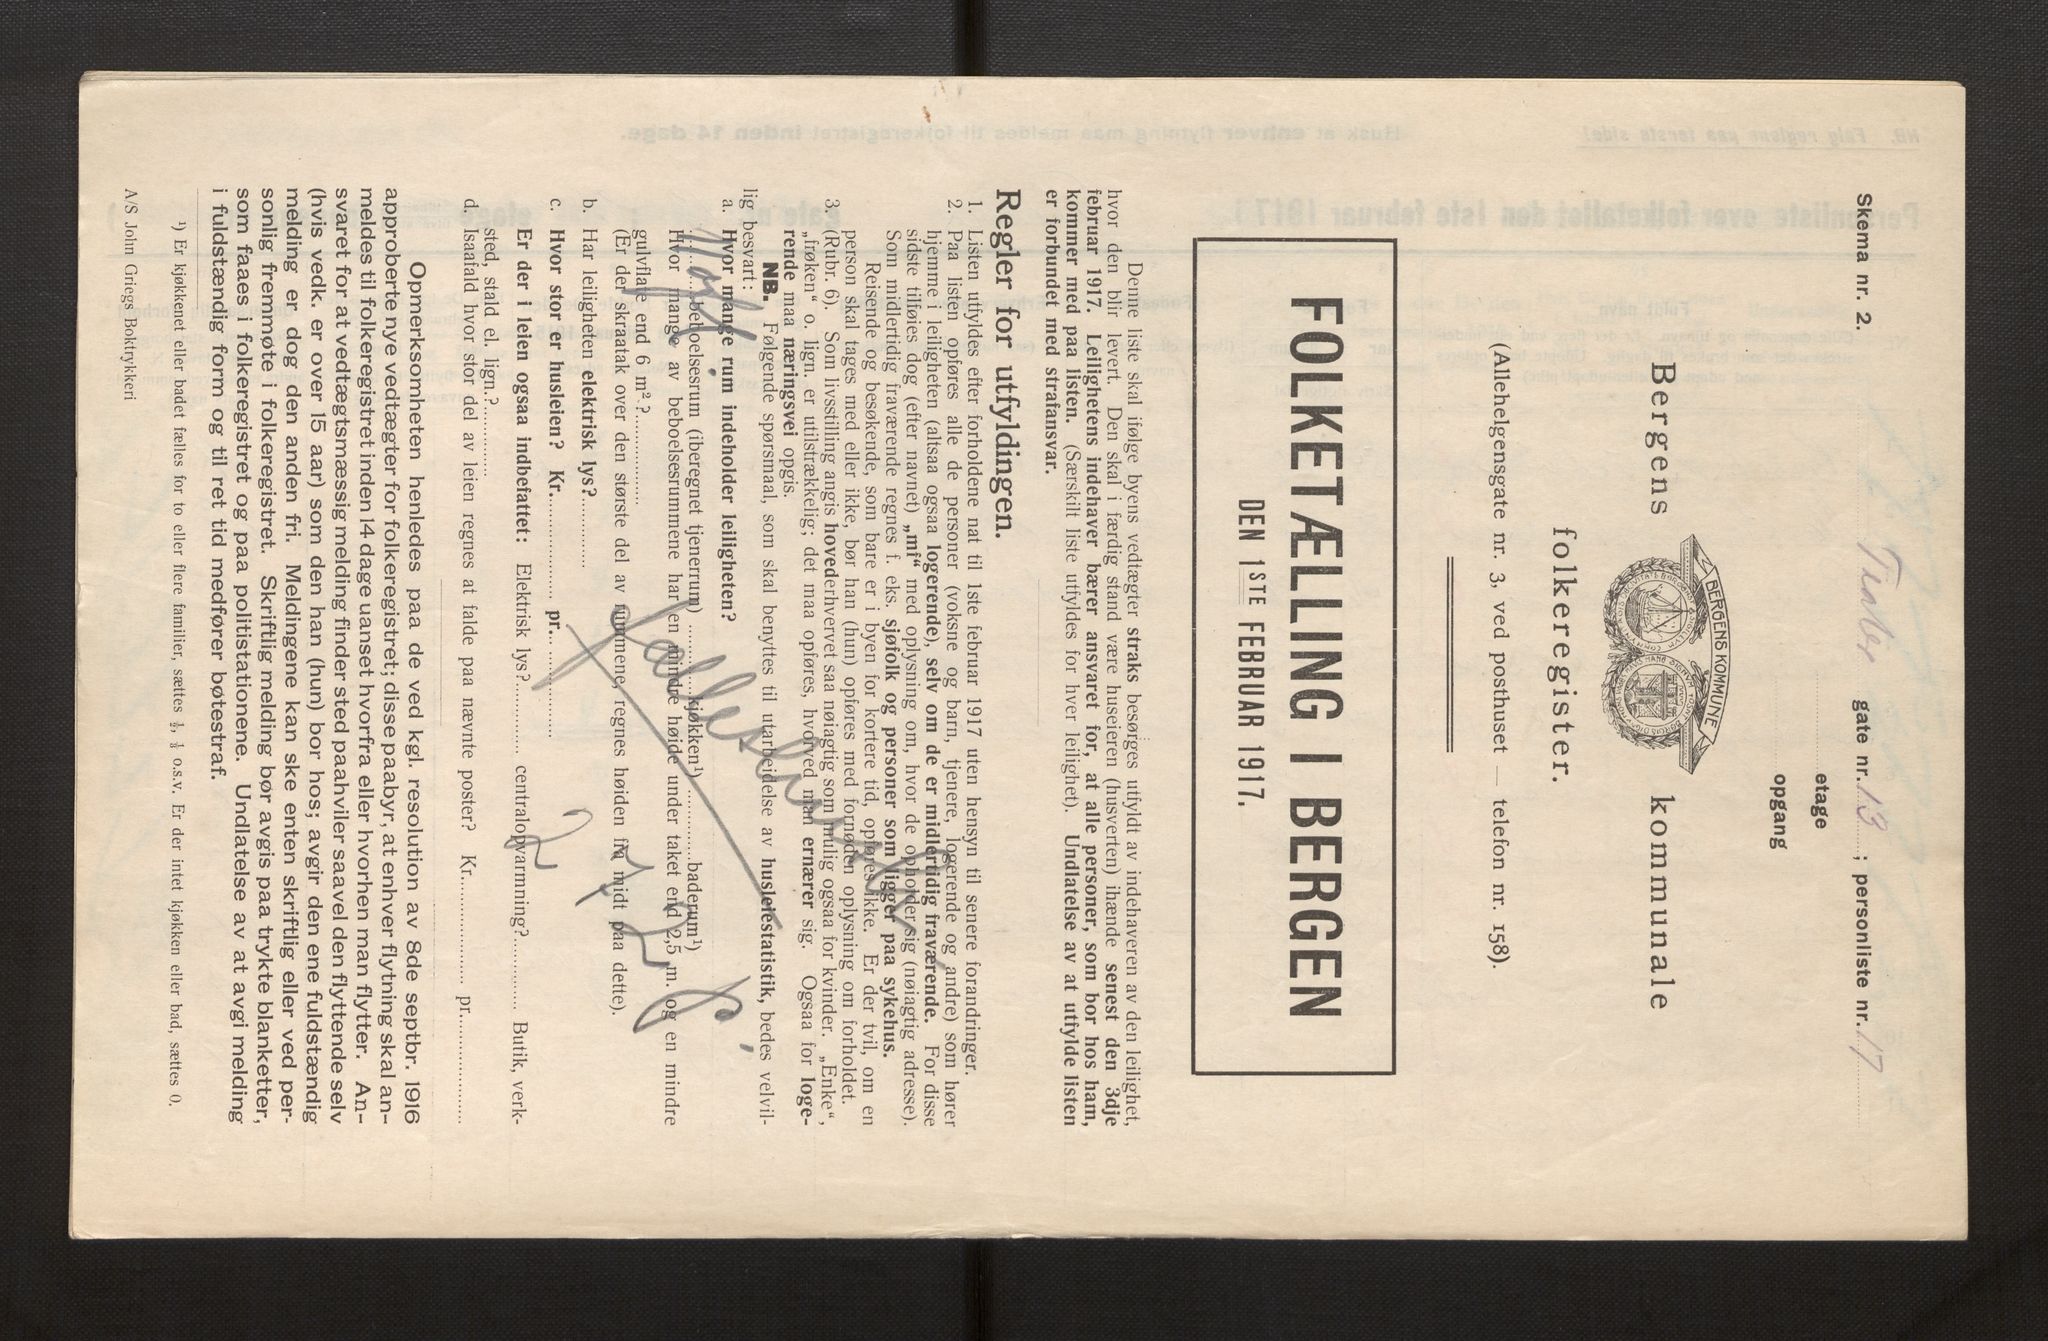 Skema nr. 2.
gate nr. 13 ; personliste nr. 17
etage
opgang
Bergens kommunale
BERGENS KOMMUNE
folkeregister.
(Allehelgensgate nr. 3, ved posthuset — telefon nr. 158).
FOLKETÆLLING I BERGEN
DEN 1STE FEBRUAR 1917.
Denne liste skal ifølge byens vedtægter straks besørges utfyldt av indehaveren av den leilighet,
hvor den blir levert. Den skal i færdig stand være huseieren (husverten) ihænde senest den 3dje
februar 1917. Leilighetens indehaver bærer ansvaret for, at alle personer, som bor hos ham,
kommer med paa listen. (Særskilt liste utfyldes for hver leilighet). Undlatelse av at utfylde listen
er forbundet med strafansvar.
Regler for utfyldingen.
1. Listen utfyldes efter forholdene nat til 1ste februar 1917 uten hensyn til senere forandringer.
2. Paa listen opføres alle de personer (voksne og barn, tjenere, logerende og andre) som hører
hjemme i leiligheten (altsaa ogsaa logerende), selv om de er midlertidig fraværende. For disse
sidste tilføies dog (efter navnet) „mf“ med oplysning om, hvor de opholder sig (nøiagtig adresse).
Som midlertidig fraværende regnes f. eks. sjøfolk og personer som ligger paa sykehus.
Reisende og besøkende, som bare er i byen for kortere tid, opføres ikke. Er der tvil, om en
person skal tages med eller ikke, bør han (hun) opføres med fornøden oplysning om forholdet.
3. (Rubr. 6). Som livsstilling angis hovederhvervet saa nøiagtig som mulig ogsaa for kvinder. „Enke“,
„frøken“ o. lign. er utilstrækkelig; det maa opføres, hvorved man ernærer sig. Ogsaa for loge-
rende maa næringsvei opgis.
NB. Følgende spørsmaal, som skal benyttes til utarbeidelse av husleiestatistik, bedes velvil-
lig besvart:
a. Hvor mange rum indeholder leiligheten?
beboelsesrum (iberegnet tjenerrum) kjøkken¹) baderum¹)
Hvor mange av beboelsesrummene har en mindre høide under taket end 2,5 m. og en mindre
gulvflate end 6 m².?
(Er der skraatak over den største del av rummene, regnes høiden fra midt paa dette).
b. Har leiligheten elektrisk lys?
c. Hvor stor er husleien? Kr. pr.
Er der i leien ogsaa indbefattet: Elektrisk lys? centralopvarmning? Butik, verk-
sted, stald el. lign.?
d. Isaafald hvor stor del av leien regnes at falde paa nævnte poster? Kr. pr.
Opmerksomheten henledes paa de ved kgl. resolution av 8de septbr. 1916
approberte nye vedtægter for folkeregistret; disse paabyr, at enhver flytning skal an-
meldes til folkeregistret inden 14 dage uanset hvorfra eller hvorhen man flytter. An-
svaret for at vedtægtsmæssig melding finder sted paahviler saavel den flyttende selv
(hvis vedk. er over 15 aar) som den han (hun) bor hos; avgir den ene fuldstændig
melding er dog den anden fri. Meldingene kan ske enten skriftlig eller ved per-
sonlig fremmøte i folkeregistret. Skriftlig melding bør avgis paa trykte blanketter,
som faaes i folkeregistret og paa politistationene. Undlatelse av at avgi melding
i fuldstændig form og til ret tid medfører bøtestraf.
¹) Er kjøkkenet eller badet fælles for to eller flere familier, sættes ½, ⅓ o.s.v. Er der intet kjøkken eller bad, sættes 0.
A/S John Griegs Boktrykkeri